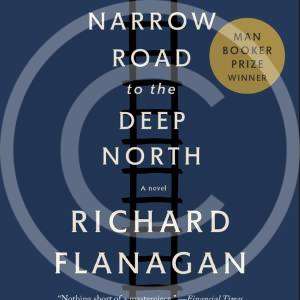 NARROW
ROAD
to the
DEEP
NORTH
MAN
BOOKER
PRIZE
WINNER
A novel
RICHARD
FLANAGAN
"Nothing short of a masterpiece."—Financial Times